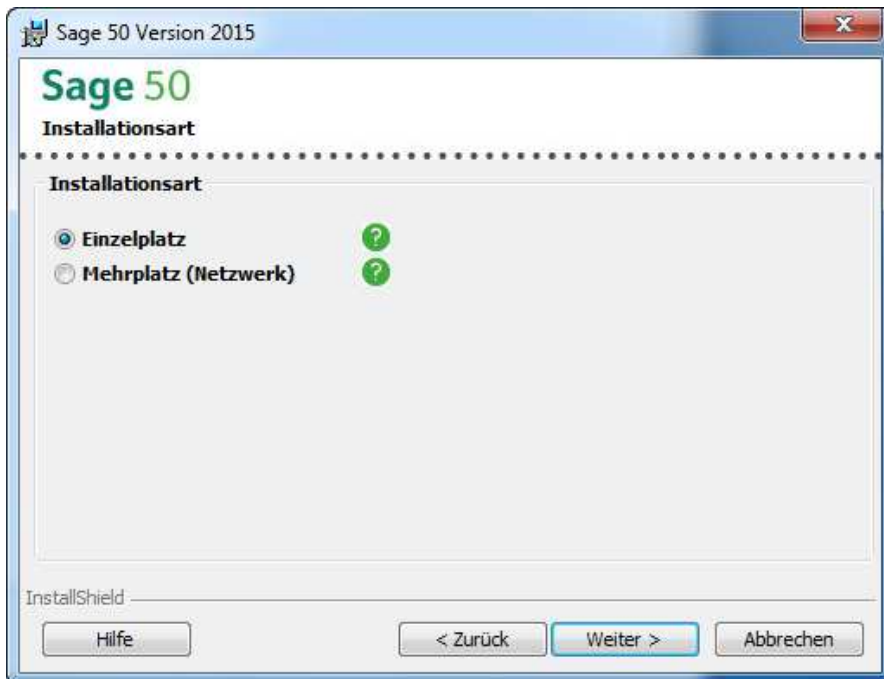 Sage 50 Version 2015
Sage 50
Installationsart
Installationsart
Einzelplatz ?
Mehrplatz (Netzwerk) ?
InstallShield
Hilfe < Zurück Weiter > Abbrechen